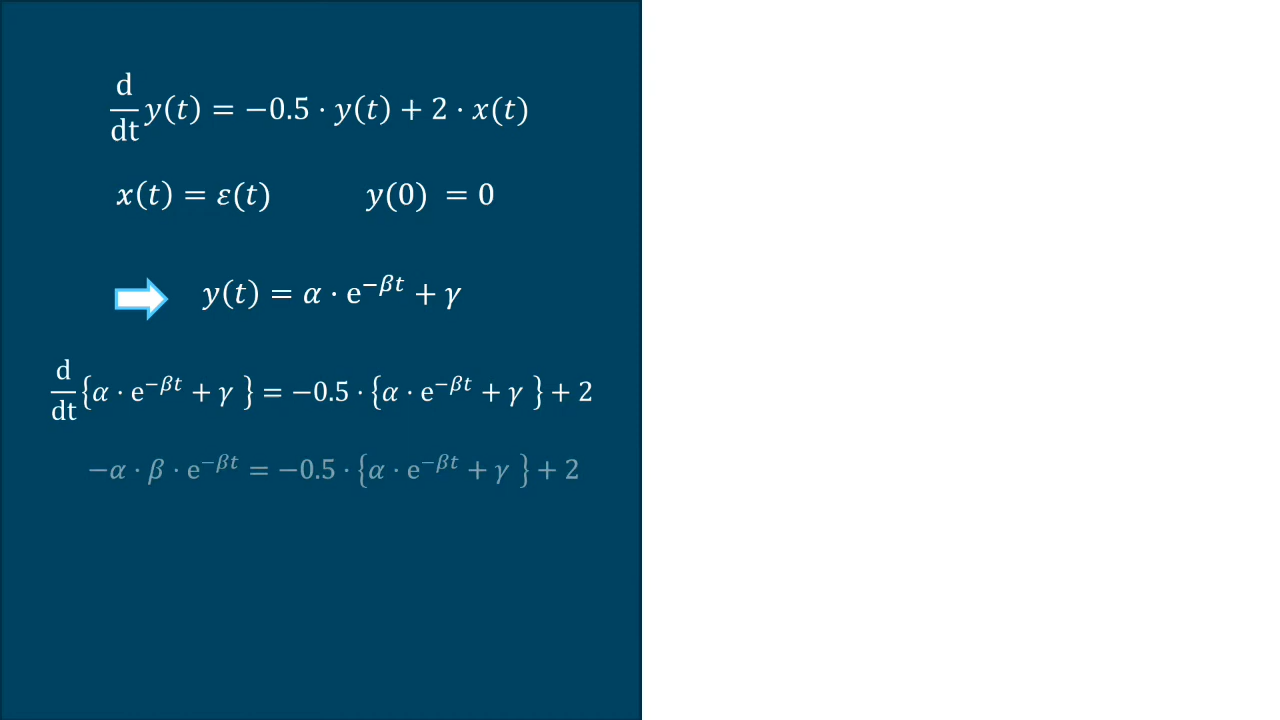 d/dt y(t) = −0.5 · y(t) + 2 · x(t)
x(t) = ε(t) y(0) = 0
y(t) = α · e^{−βt} + γ
d/dt {α · e^{−βt} + γ } = −0.5 · {α · e^{−βt} + γ } + 2
−α · β · e^{−βt} = −0.5 · {α · e^{−βt} + γ } + 2